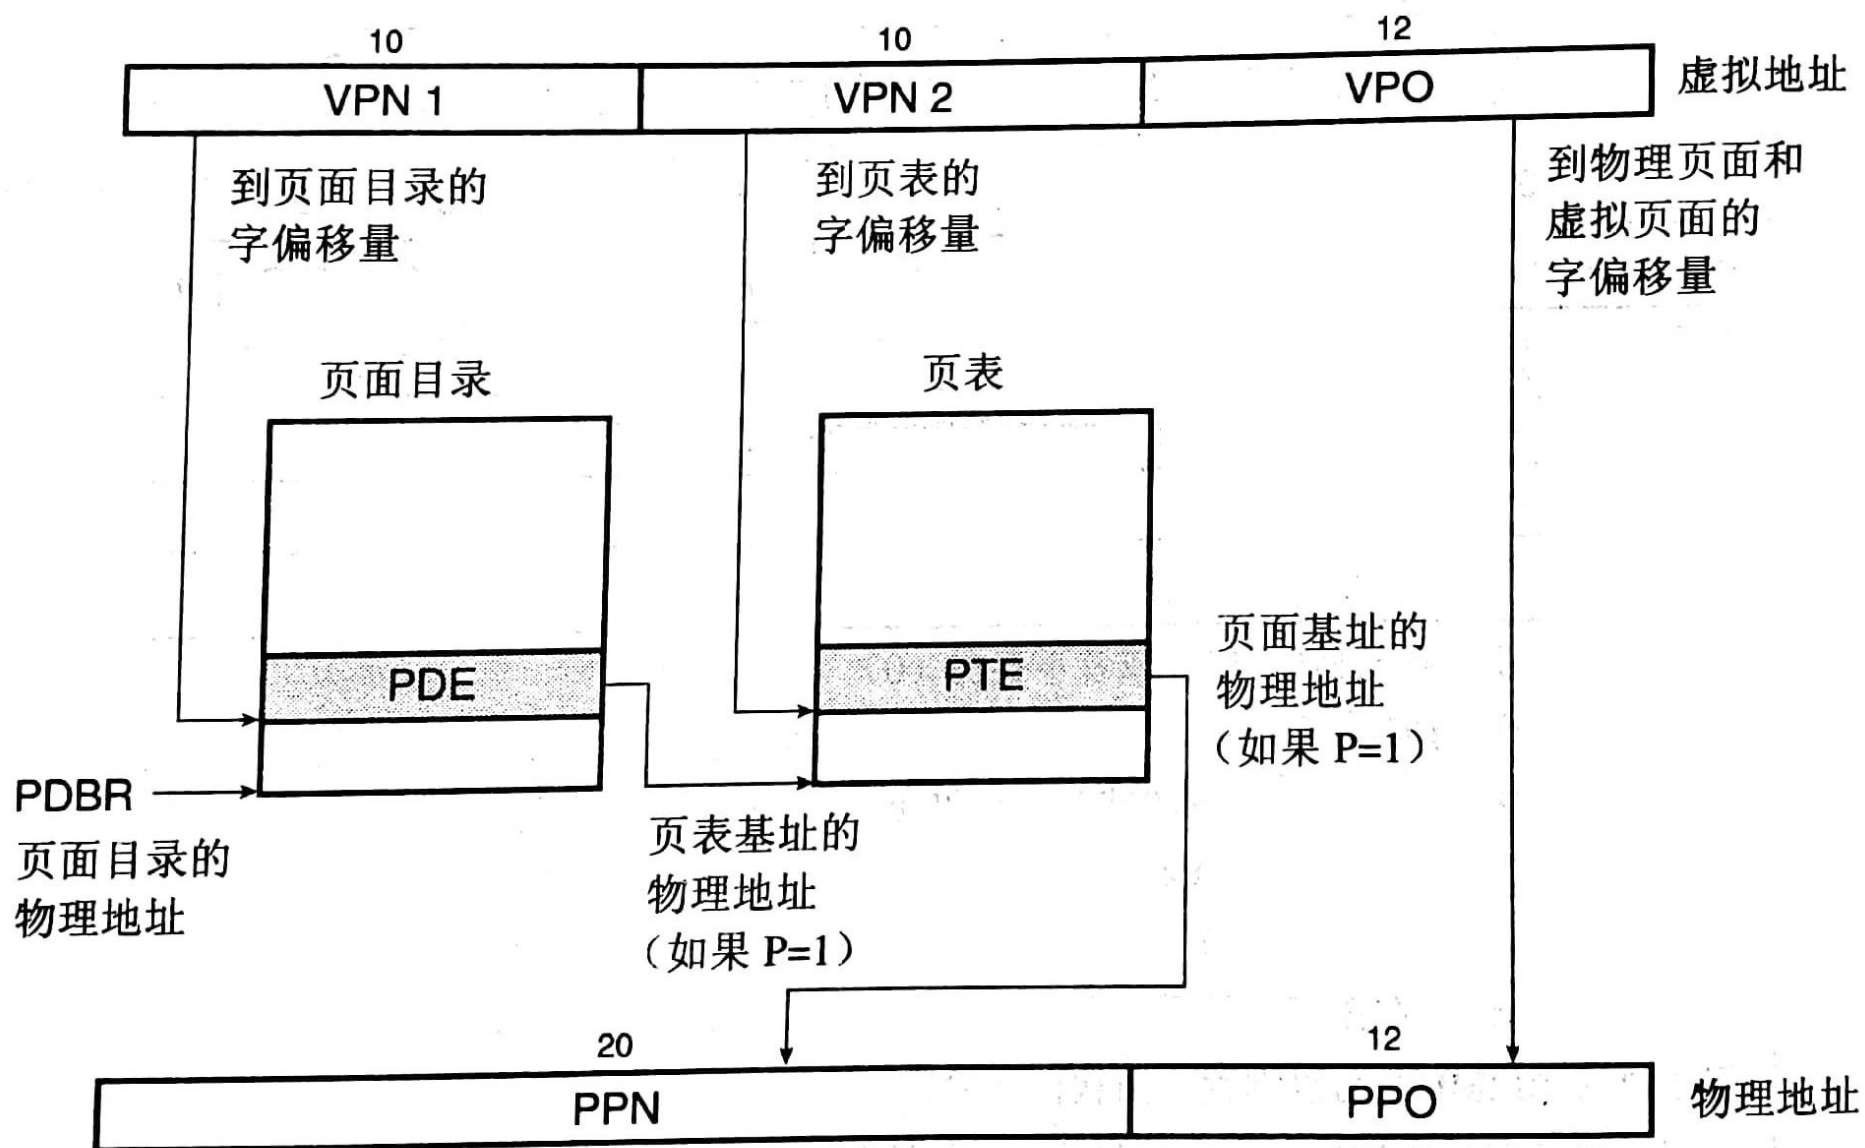 10
10
12
VPN 1
VPN 2
VPO
虚拟地址
到页面目录的
字偏移量
到页表的
字偏移量
到物理页面和
虚拟页面的
字偏移量
页面目录
页表
PDE
PTE
页面基址的
物理地址
（如果 P=1）
PDBR
页面目录的
物理地址
页表基址的
物理地址
（如果 P=1）
20
12
PPN
PPO
物理地址